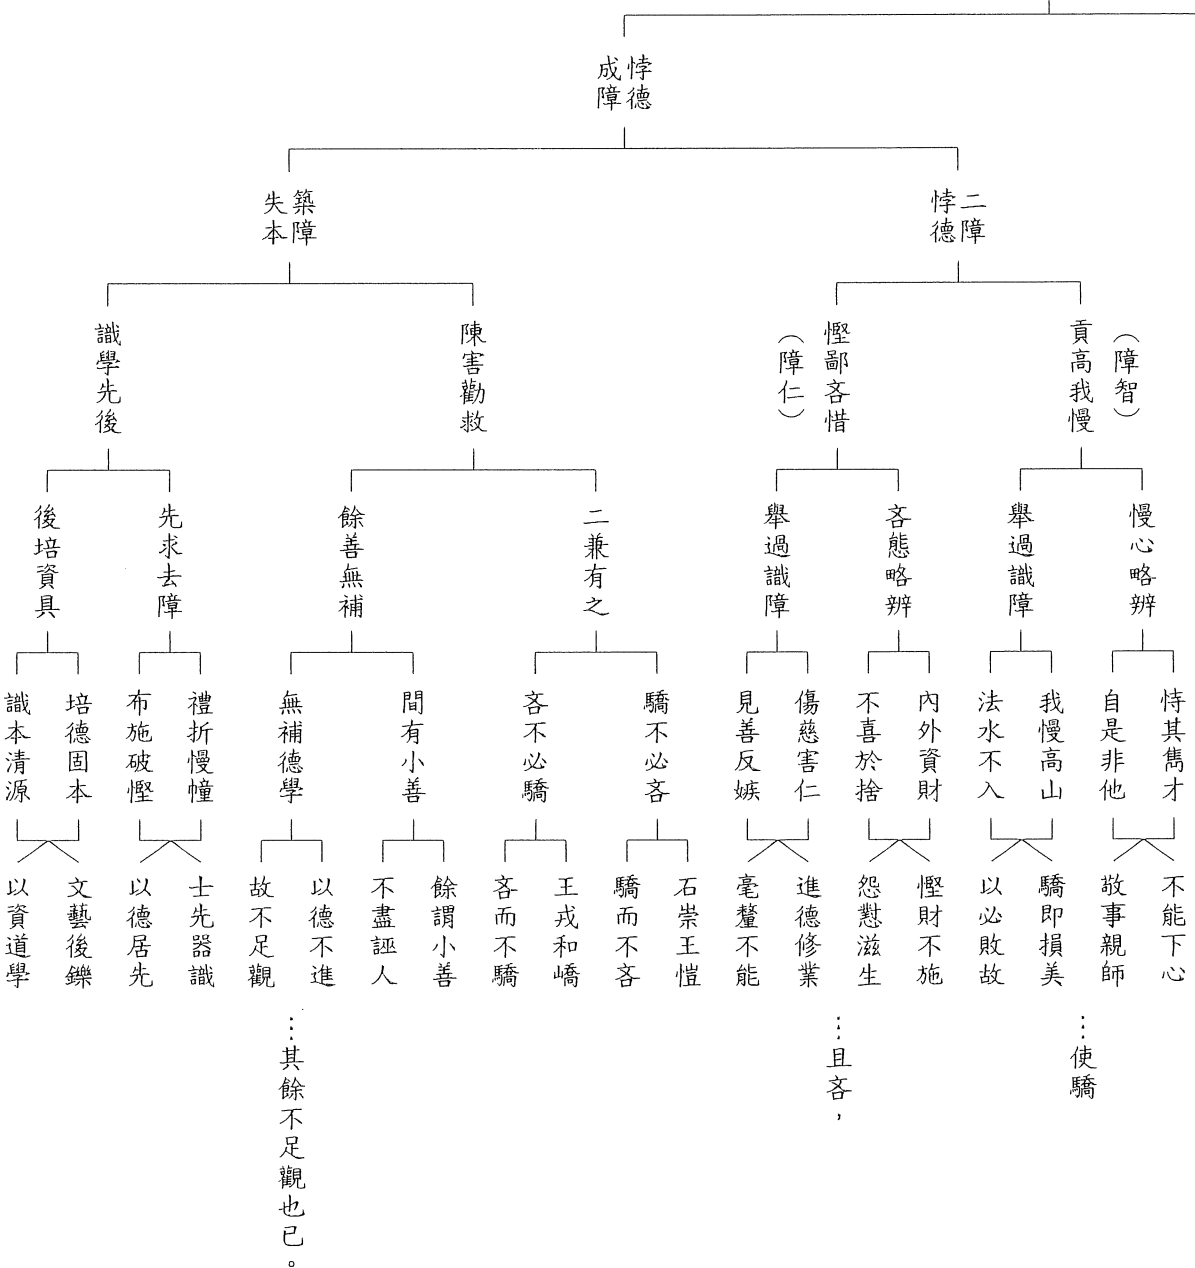 悖德
成障
二障
悖德
築障
失本
（障智）
貢高我慢
慳鄙吝惜
（障仁）
陳害勸救
識學先後
慢心略辨
舉過識障
吝態略辨
舉過識障
二兼有之
餘善無補
先求去障
後培資具
恃其雋才
自是非他
我慢高山
法水不入
內外資財
不喜於捨
傷慈害仁
見善反嫉
驕不必吝
吝不必驕
間有小善
無補德學
禮折慢幢
布施破慳
培德固本
識本清源
不能下心
敬事親師
驕即損美
以必敗故
慳財不施
怨懟滋生
進德修業
毫釐不能
石崇王愷
驕而不吝
王戎和嶠
吝而不驕
餘謂小善
不盡誣人
以德不進
故不足觀
士先器識
以德居先
文藝後鑠
以資道學
…使驕
…且吝，
…其餘不足觀也已。